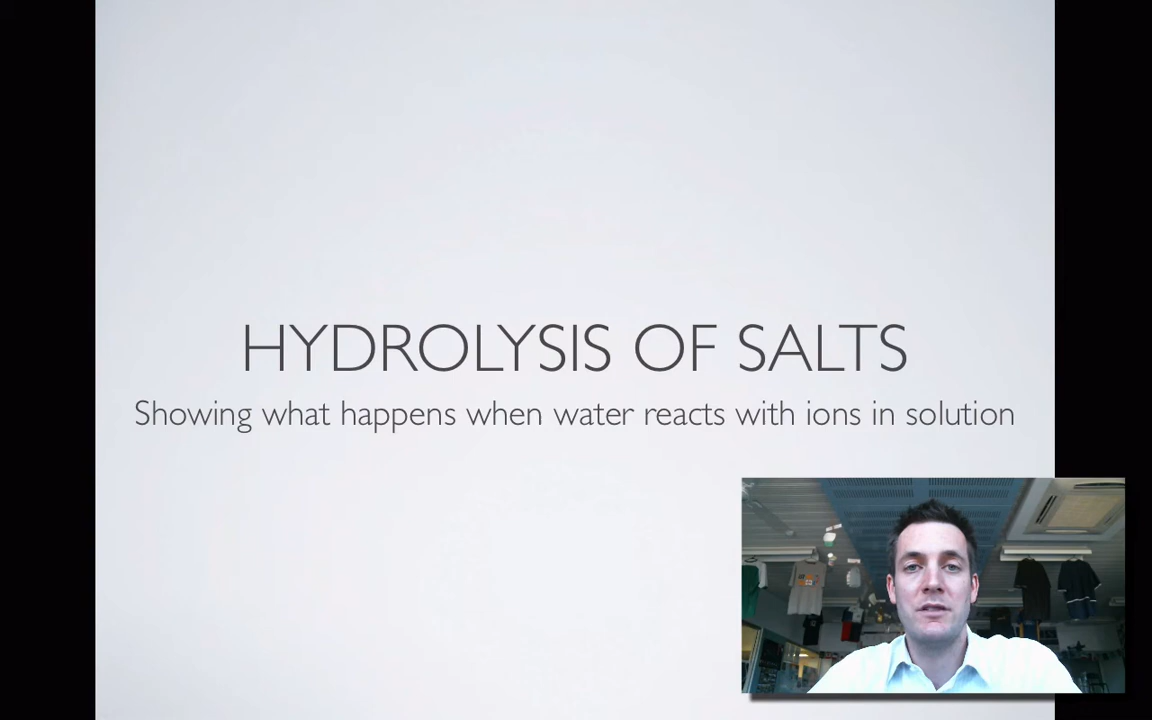 HYDROLYSIS OF SALTS
Showing what happens when water reacts with ions in solution